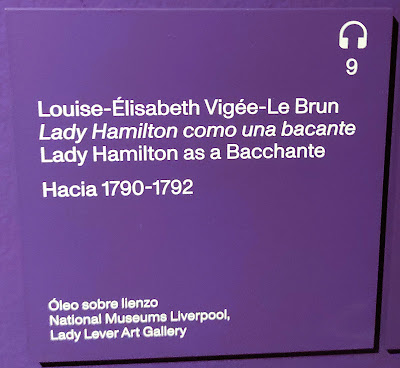 9
Louise-Élisabeth Vigée-Le Brun
Lady Hamilton como una bacante
Lady Hamilton as a Bacchante
Hacia 1790-1792
Óleo sobre lienzo
National Museums Liverpool,
Lady Lever Art Gallery